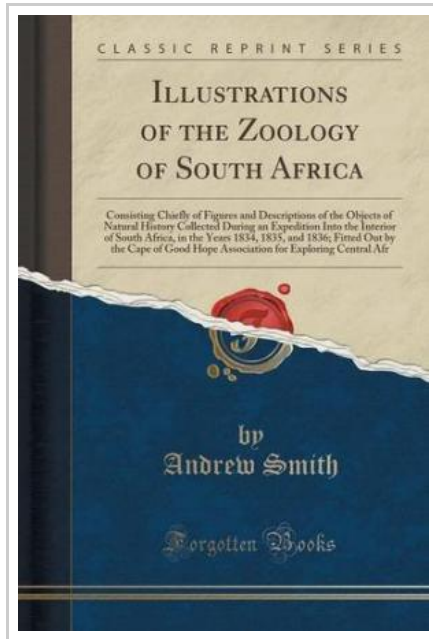 CLASSIC REPRINT SERIES
ILLUSTRATIONS
OF THE ZOOLOGY
OF SOUTH AFRICA
Consisting Chiefly of Figures and Descriptions of the Objects of
Natural History Collected During an Expedition Into the Interior
of South Africa, in the Years 1834, 1835, and 1836; Fitted Out by
the Cape of Good Hope Association for Exploring Central Afr
by
Andrew Smith
Forgotten Books